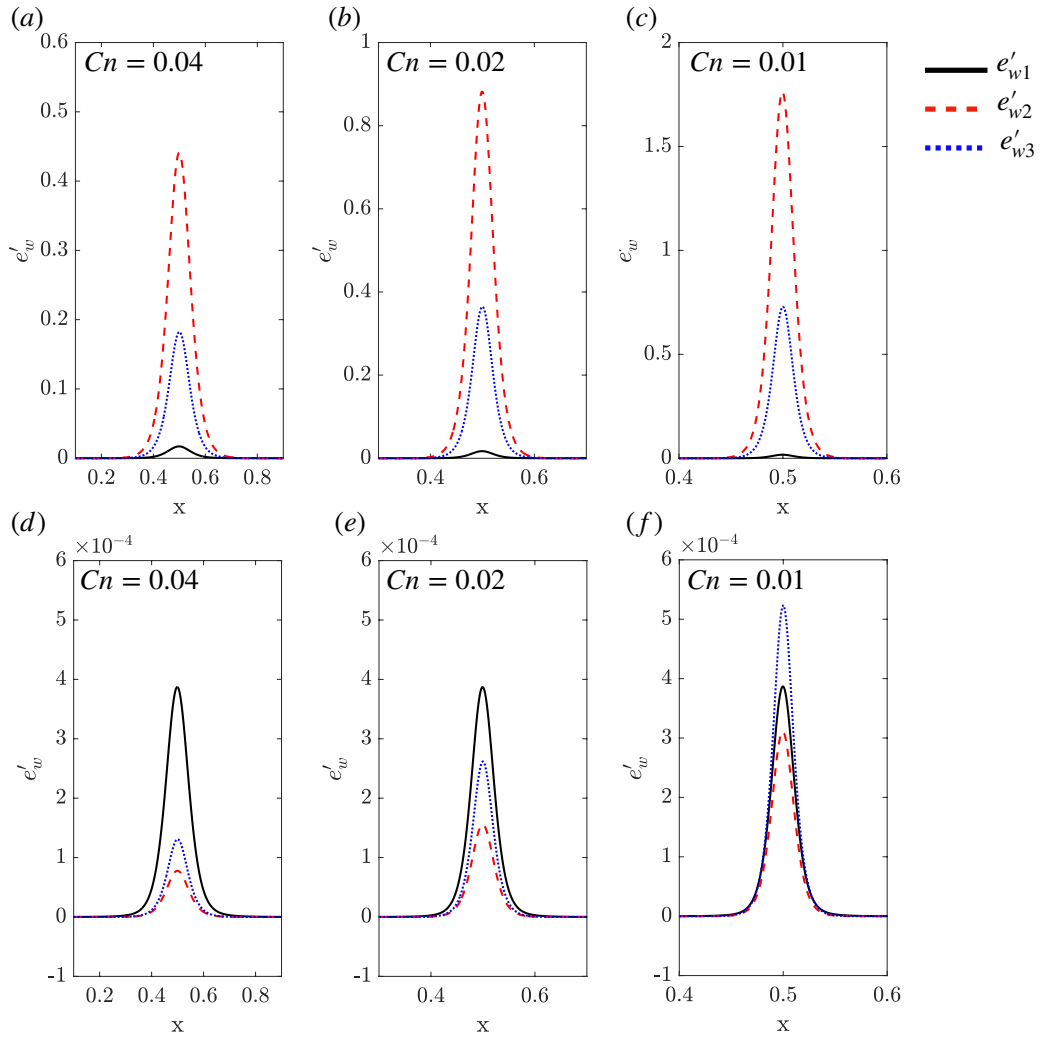 (a)
0.6
0.5
0.4
0.3
0.2
0.1
0
Cn = 0.04
e′w
0.2 0.4 0.6 0.8
x
(b)
1
0.8
0.6
0.4
0.2
0
Cn = 0.02
e′w
0.4 0.6
x
(c)
2
1.5
1
0.5
0
Cn = 0.01
e′w
0.4 0.5 0.6
x
e′w1
e′w2
e′w3
(d)
×10−4
6
5
4
3
2
1
0
-1
Cn = 0.04
e′w
0.2 0.4 0.6 0.8
x
(e)
×10−4
6
5
4
3
2
1
0
-1
Cn = 0.02
e′w
0.4 0.6
x
(f)
×10−4
6
5
4
3
2
1
0
-1
Cn = 0.01
e′w
0.4 0.5 0.6
x